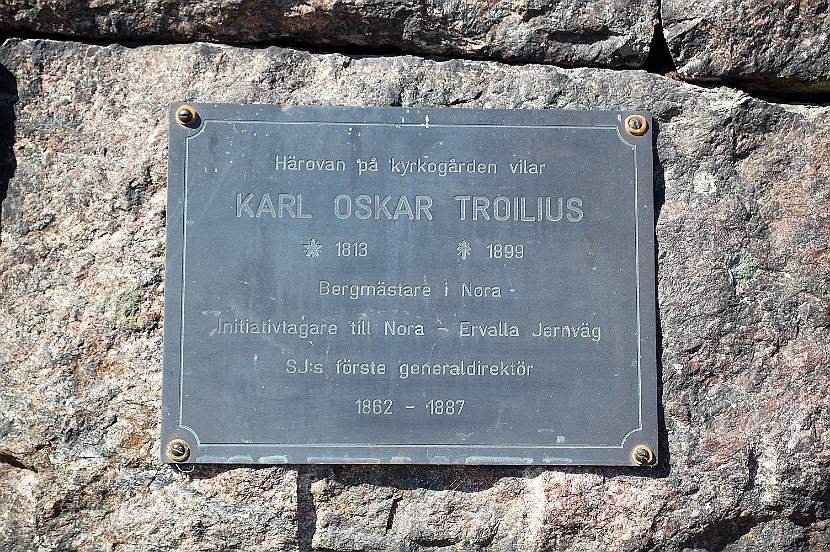 Härovan på kyrkogården vilar
KARL OSKAR TROILIUS
1813 1899
Bergmästare i Nora
Initiativtagare till Nora - Ervalla Jarnväg
SJ:s förste generaldirektör
1862 - 1887